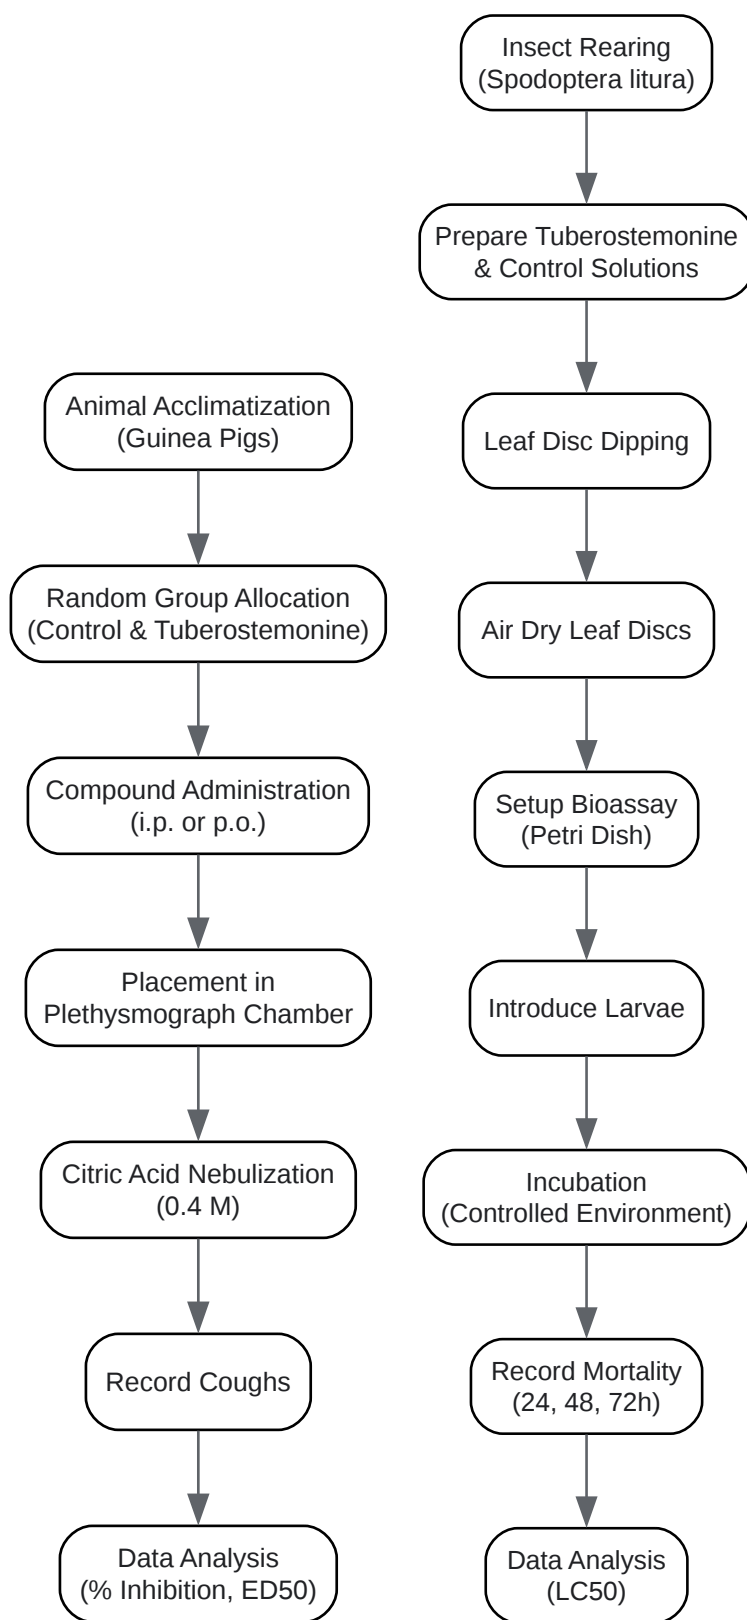 Insect Rearing
(Spodoptera litura)
Prepare Tuberostemonine
& Control Solutions
Leaf Disc Dipping
Air Dry Leaf Discs
Setup Bioassay
(Petri Dish)
Introduce Larvae
Incubation
(Controlled Environment)
Record Mortality
(24, 48, 72h)
Data Analysis
(LC50)
Animal Acclimatization
(Guinea Pigs)
Random Group Allocation
(Control & Tuberostemonine)
Compound Administration
(i.p. or p.o.)
Placement in
Plethysmograph Chamber
Citric Acid Nebulization
(0.4 M)
Record Coughs
Data Analysis
(% Inhibition, ED50)